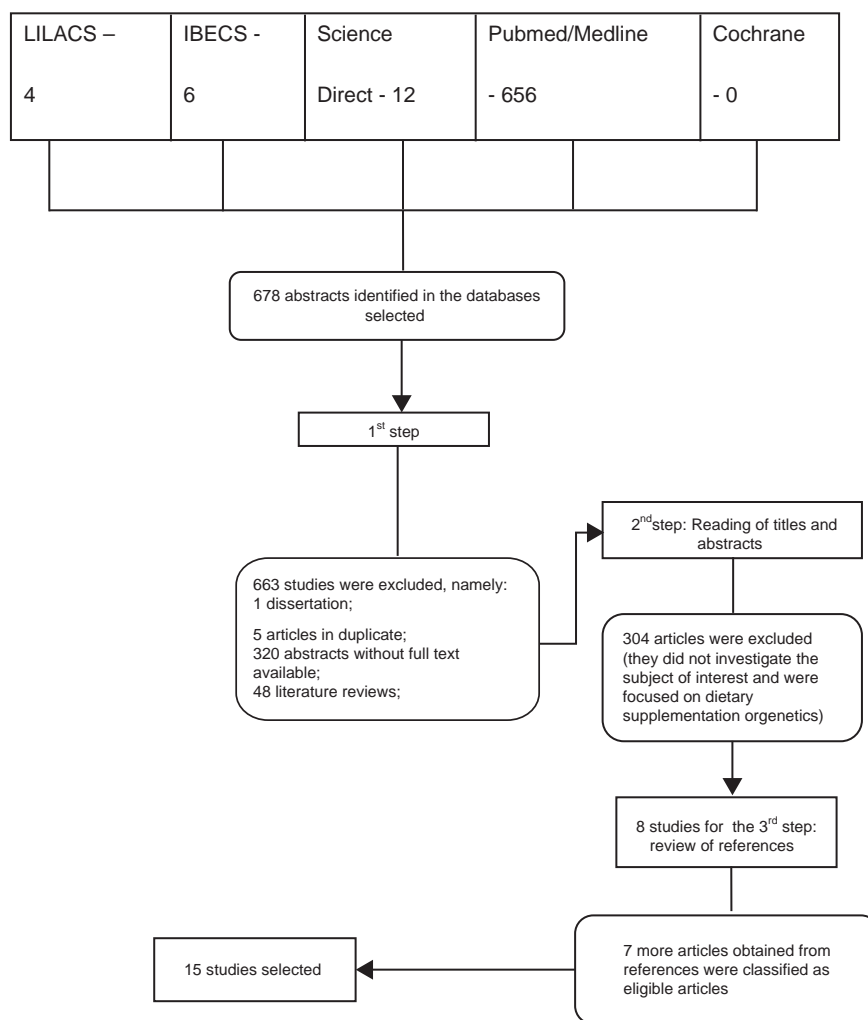 LILACS –
4
IBECS -
6
Science
Direct - 12
Pubmed/Medline
- 656
Cochrane
- 0
678 abstracts identified in the databases
selected
1st step
2ndstep: Reading of titles and
abstracts
663 studies were excluded, namely:
1 dissertation;
5 articles in duplicate;
320 abstracts without full text
available;
48 literature reviews;
304 articles were excluded
(they did not investigate the
subject of interest and were
focused on dietary
supplementation orgenetics)
8 studies for the 3rd step:
review of references
7 more articles obtained from
references were classified as
eligible articles
15 studies selected